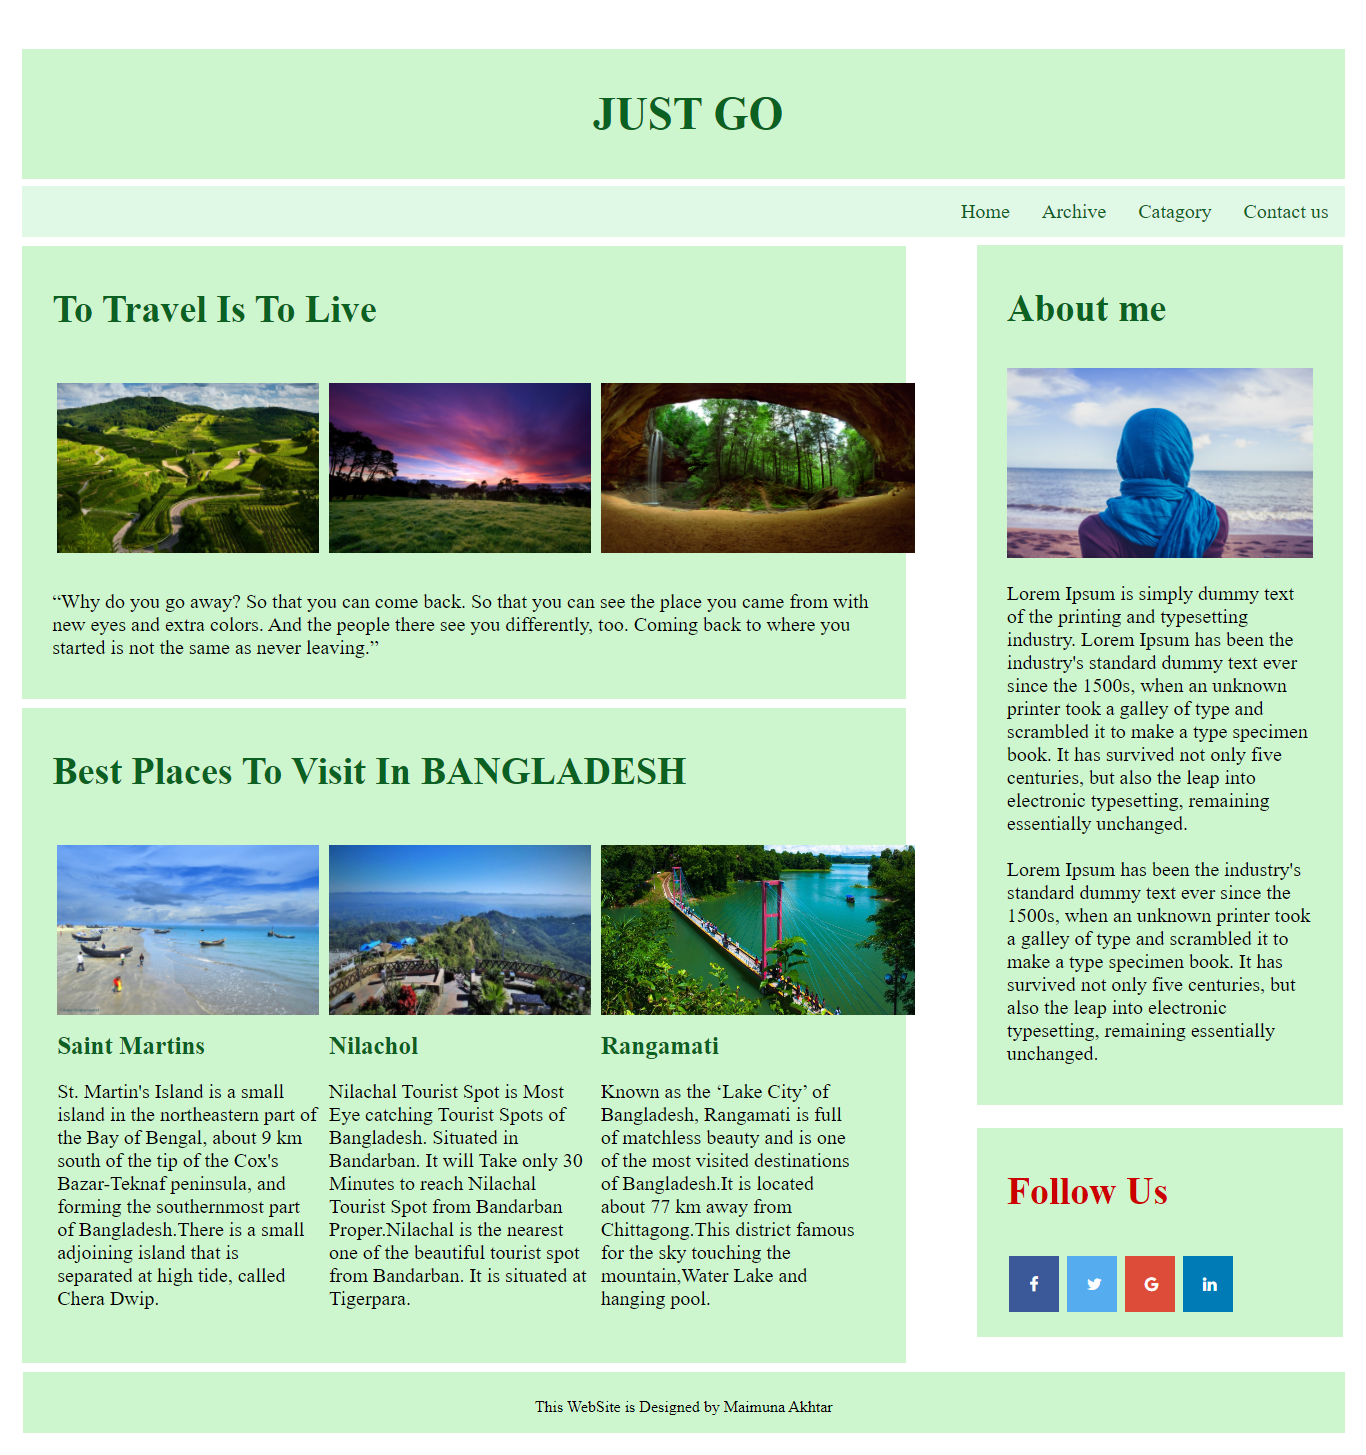 JUST GO
Home Archive Catagory Contact us
To Travel Is To Live
“Why do you go away? So that you can come back. So that you can see the place you came from with
new eyes and extra colors. And the people there see you differently, too. Coming back to where you
started is not the same as never leaving.”
Best Places To Visit In BANGLADESH
Saint Martins
St. Martin's Island is a small
island in the northeastern part of
the Bay of Bengal, about 9 km
south of the tip of the Cox's
Bazar-Teknaf peninsula, and
forming the southernmost part
of Bangladesh.There is a small
adjoining island that is
separated at high tide, called
Chera Dwip.
Nilachol
Nilachal Tourist Spot is Most
Eye catching Tourist Spots of
Bangladesh. Situated in
Bandarban. It will Take only 30
Minutes to reach Nilachal
Tourist Spot from Bandarban
Proper.Nilachal is the nearest
one of the beautiful tourist spot
from Bandarban. It is situated at
Tigerpara.
Rangamati
Known as the ‘Lake City’ of
Bangladesh, Rangamati is full
of matchless beauty and is one
of the most visited destinations
of Bangladesh.It is located
about 77 km away from
Chittagong.This district famous
for the sky touching the
mountain,Water Lake and
hanging pool.
About me
Lorem Ipsum is simply dummy text
of the printing and typesetting
industry. Lorem Ipsum has been the
industry's standard dummy text ever
since the 1500s, when an unknown
printer took a galley of type and
scrambled it to make a type specimen
book. It has survived not only five
centuries, but also the leap into
electronic typesetting, remaining
essentially unchanged.
Lorem Ipsum has been the industry's
standard dummy text ever since the
1500s, when an unknown printer took
a galley of type and scrambled it to
make a type specimen book. It has
survived not only five centuries, but
also the leap into electronic
typesetting, remaining essentially
unchanged.
Follow Us
f G in
This WebSite is Designed by Maimuna Akhtar